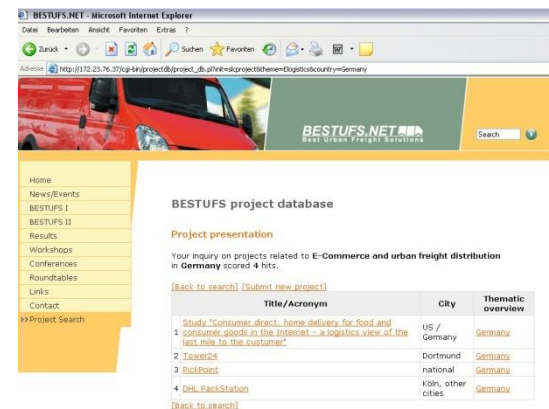 BESTUFS.NET - Microsoft Internet Explorer
Datei Bearbeiten Ansicht Favoriten Extras ?
Zurück Suchen Favoriten
Adresse http://172.23.76.37/cgi-bin/projectdb/project_db.pl?init=slcproject&theme=Elogistics&country=Germany
BESTUFS.NET
Best Urban Freight Solutions
Search
Home
News/Events
BESTUFS I
BESTUFS II
Results
Workshops
Conferences
Roundtables
Links
Contact
>>Project Search
BESTUFS project database
Project presentation
Your inquiry on projects related to E-Commerce and urban freight distribution
in Germany scored 4 hits.
[Back to search] [Submit new project]
Title/Acronym City Thematic overview
1 Study "Consumer direct: home delivery for food and
consumer goods in the Internet - a logistics view of the
last mile to the customer" US / Germany Germany
2 Tower24 Dortmund Germany
3 PickPoint national Germany
4 DHL PackStation Köln, other cities Germany
[Back to search]